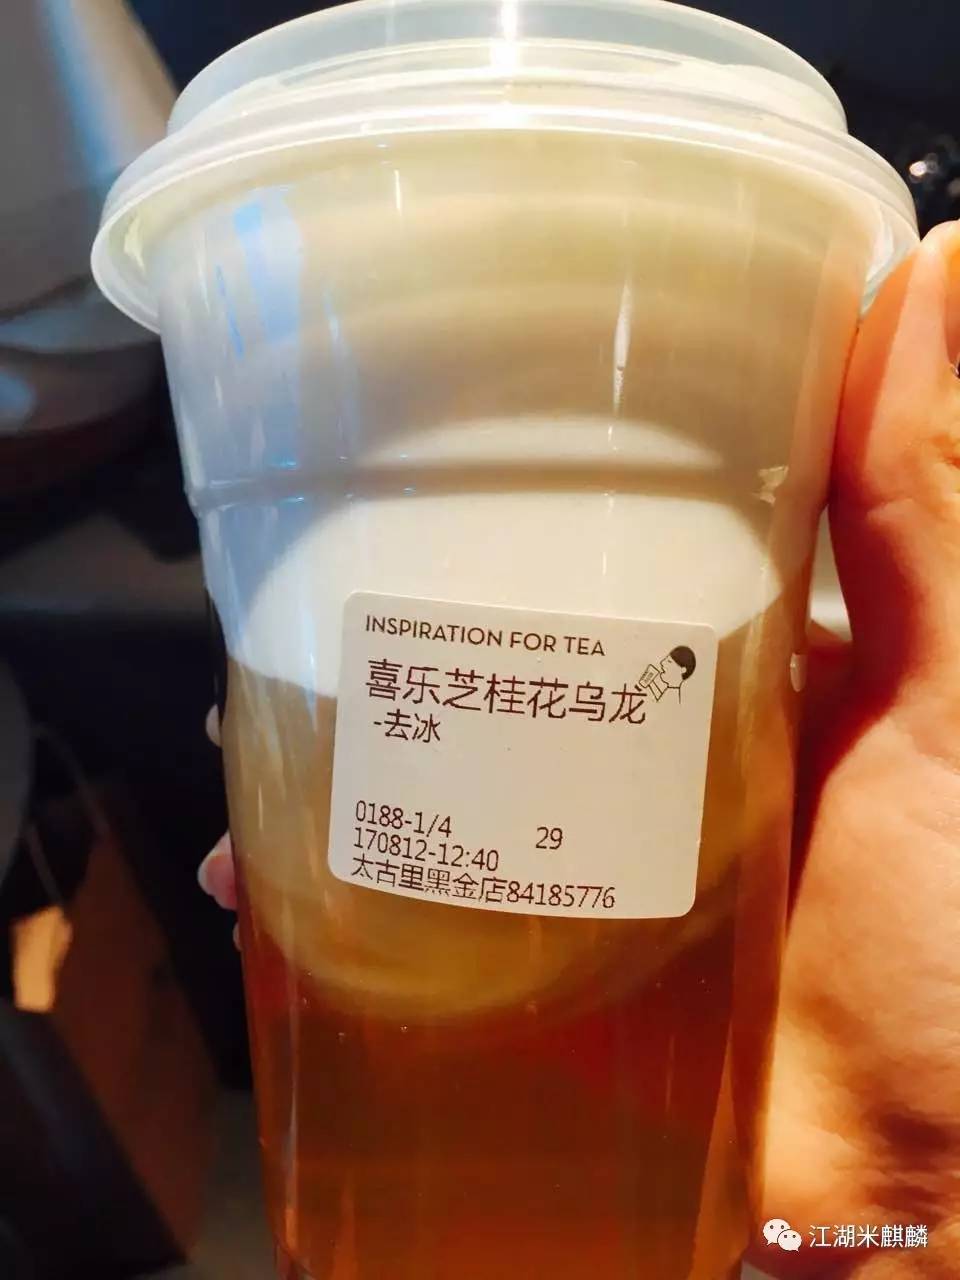 INSPIRATION FOR TEA
喜乐芝桂花乌龙
-去冰
0188-1/4 29
170812-12:40
太古里黑金店84185776
江湖米麒麟